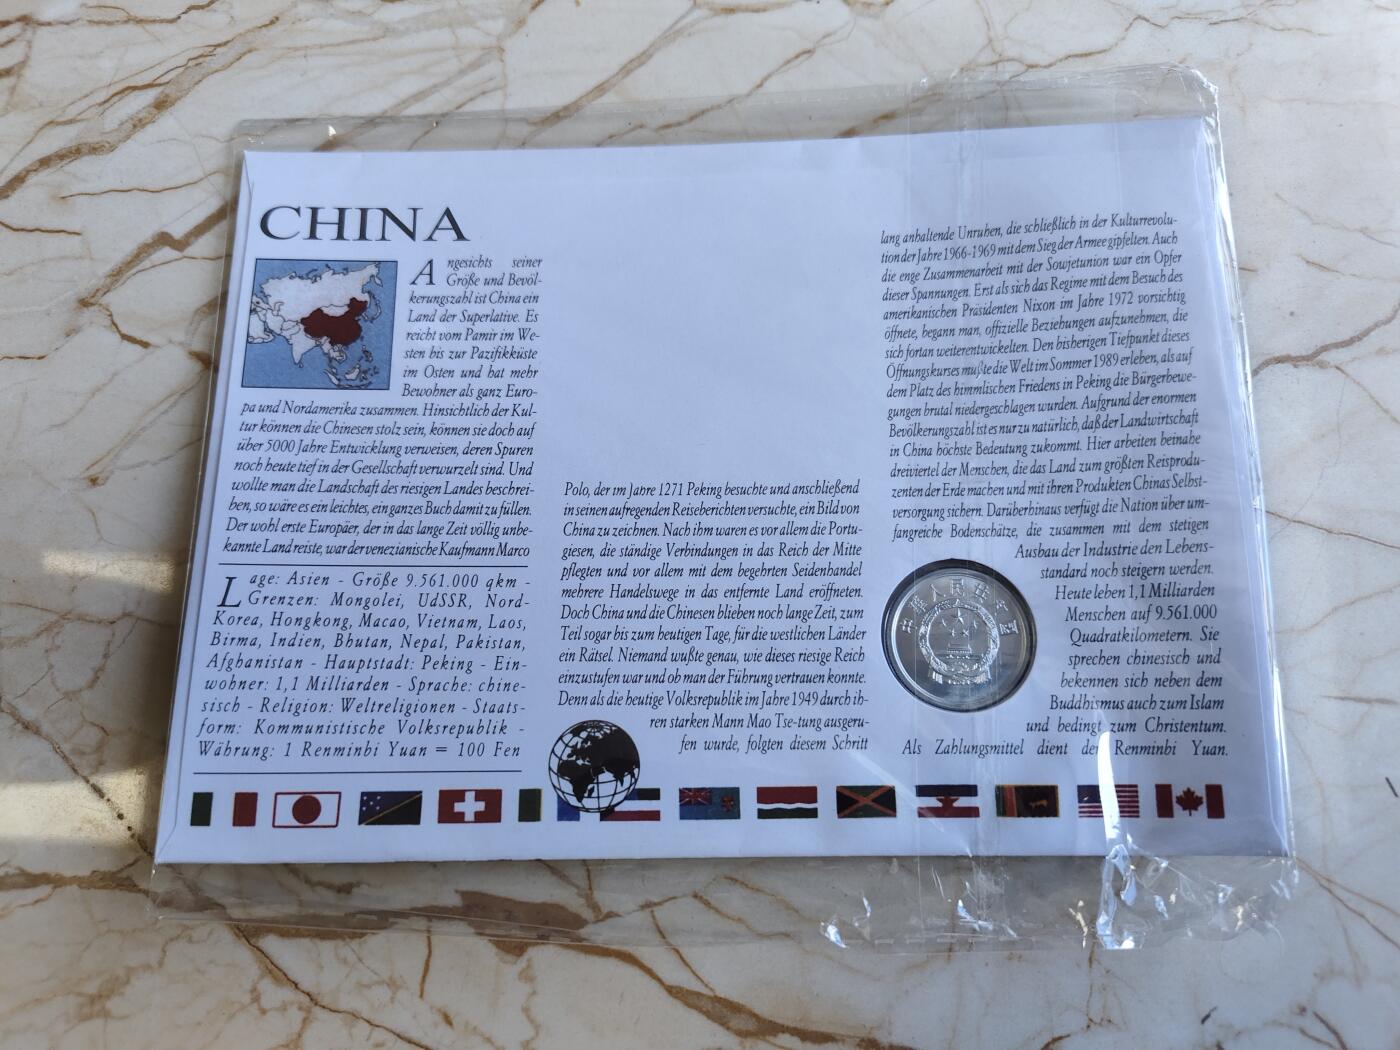 CHINA
Angesichts seiner
Größe und Bevöl-
kerungszahl ist China ein
Land der Superlative. Es
reicht vom Pamir im We-
sten bis zur Pazifikküste
im Osten und hat mehr
Bewohner als ganz Euro-
pa und Nordamerika zusammen. Hinsichtlich der Kul-
tur können die Chinesen stolz sein, können sie doch auf
über 5000 Jahre Entwicklung verweisen, deren Spuren
noch heute tief in der Gesellschaft verwurzelt sind. Und
wollte man die Landschaft des riesigen Landes beschrei-
ben, so wäre es ein leichtes, ein ganzes Buch damit zu füllen.
Der wohl erste Europäer, der in das lange Zeit völlig unbe-
kannte Land reiste, war der venezianische Kaufmann Marco
Lage: Asien - Größe 9.561.000 qkm -
Grenzen: Mongolei, UdSSR, Nord-
Korea, Hongkong, Macao, Vietnam, Laos,
Birma, Indien, Bhutan, Nepal, Pakistan,
Afghanistan - Hauptstadt: Peking - Ein-
wohner: 1,1 Milliarden - Sprache: chine-
sisch - Religion: Weltreligionen - Staats-
form: Kommunistische Volksrepublik -
Währung: 1 Renminbi Yuan = 100 Fen
Polo, der im Jahre 1271 Peking besuchte und anschließend
in seinen aufregenden Reiseberichten versuchte, ein Bild von
China zu zeichnen. Nach ihm waren es vor allem die Portu-
giesen, die ständige Verbindungen in das Reich der Mitte
pflegten und vor allem mit dem begehrten Seidenhandel
mehrere Handelswege in das entfernte Land eröffneten.
Doch China und die Chinesen blieben noch lange Zeit, zum
Teil sogar bis zum heutigen Tage, für die westlichen Länder
ein Rätsel. Niemand wußte genau, wie dieses riesige Reich
einzustufen war und ob man der Führung vertrauen konnte.
Denn als die heutige Volksrepublik im Jahre 1949 durch ih-
ren starken Mann Mao Tse-tung ausgeru-
fen wurde, folgten diesem Schritt
lang anhaltende Unruhen, die schließlich in der Kulturrevolu-
tion der Jahre 1966-1969 mit dem Sieg der Armee gipfelten. Auch
die enge Zusammenarbeit mit der Sowjetunion war ein Opfer
dieser Spannungen. Erst als sich das Regime mit dem Besuch des
amerikanischen Präsidenten Nixon im Jahre 1972 vorsichtig
öffnete, begann man, offizielle Beziehungen aufzunehmen, die
sich fortan weiterentwickelten. Den bisherigen Tiefpunkt dieses
Öffnungskurses mußte die Welt im Sommer 1989 erleben, als auf
dem Platz des himmlischen Friedens in Peking die Bürgerbewe-
gungen brutal niedergeschlagen wurden. Aufgrund der enormen
Bevölkerungszahl ist es nur zu natürlich, daß der Landwirtschaft
in China höchste Bedeutung zukommt. Hier arbeiten beinahe
dreiviertel der Menschen, die das Land zum größten Reisprodu-
zenten der Erde machen und mit ihren Produkten Chinas Selbst-
versorgung sichern. Darüberhinaus verfügt die Nation über um-
fangreiche Bodenschätze, die zusammen mit dem stetigen
Ausbau der Industrie den Lebens-
standard noch steigern werden.
Heute leben 1,1 Milliarden
Menschen auf 9.561.000
Quadratkilometern. Sie
sprechen chinesisch und
bekennen sich neben dem
Buddhismus auch zum Islam
und bedingt zum Christentum.
Als Zahlungsmittel dient der Renminbi Yuan.
中华人民共和国